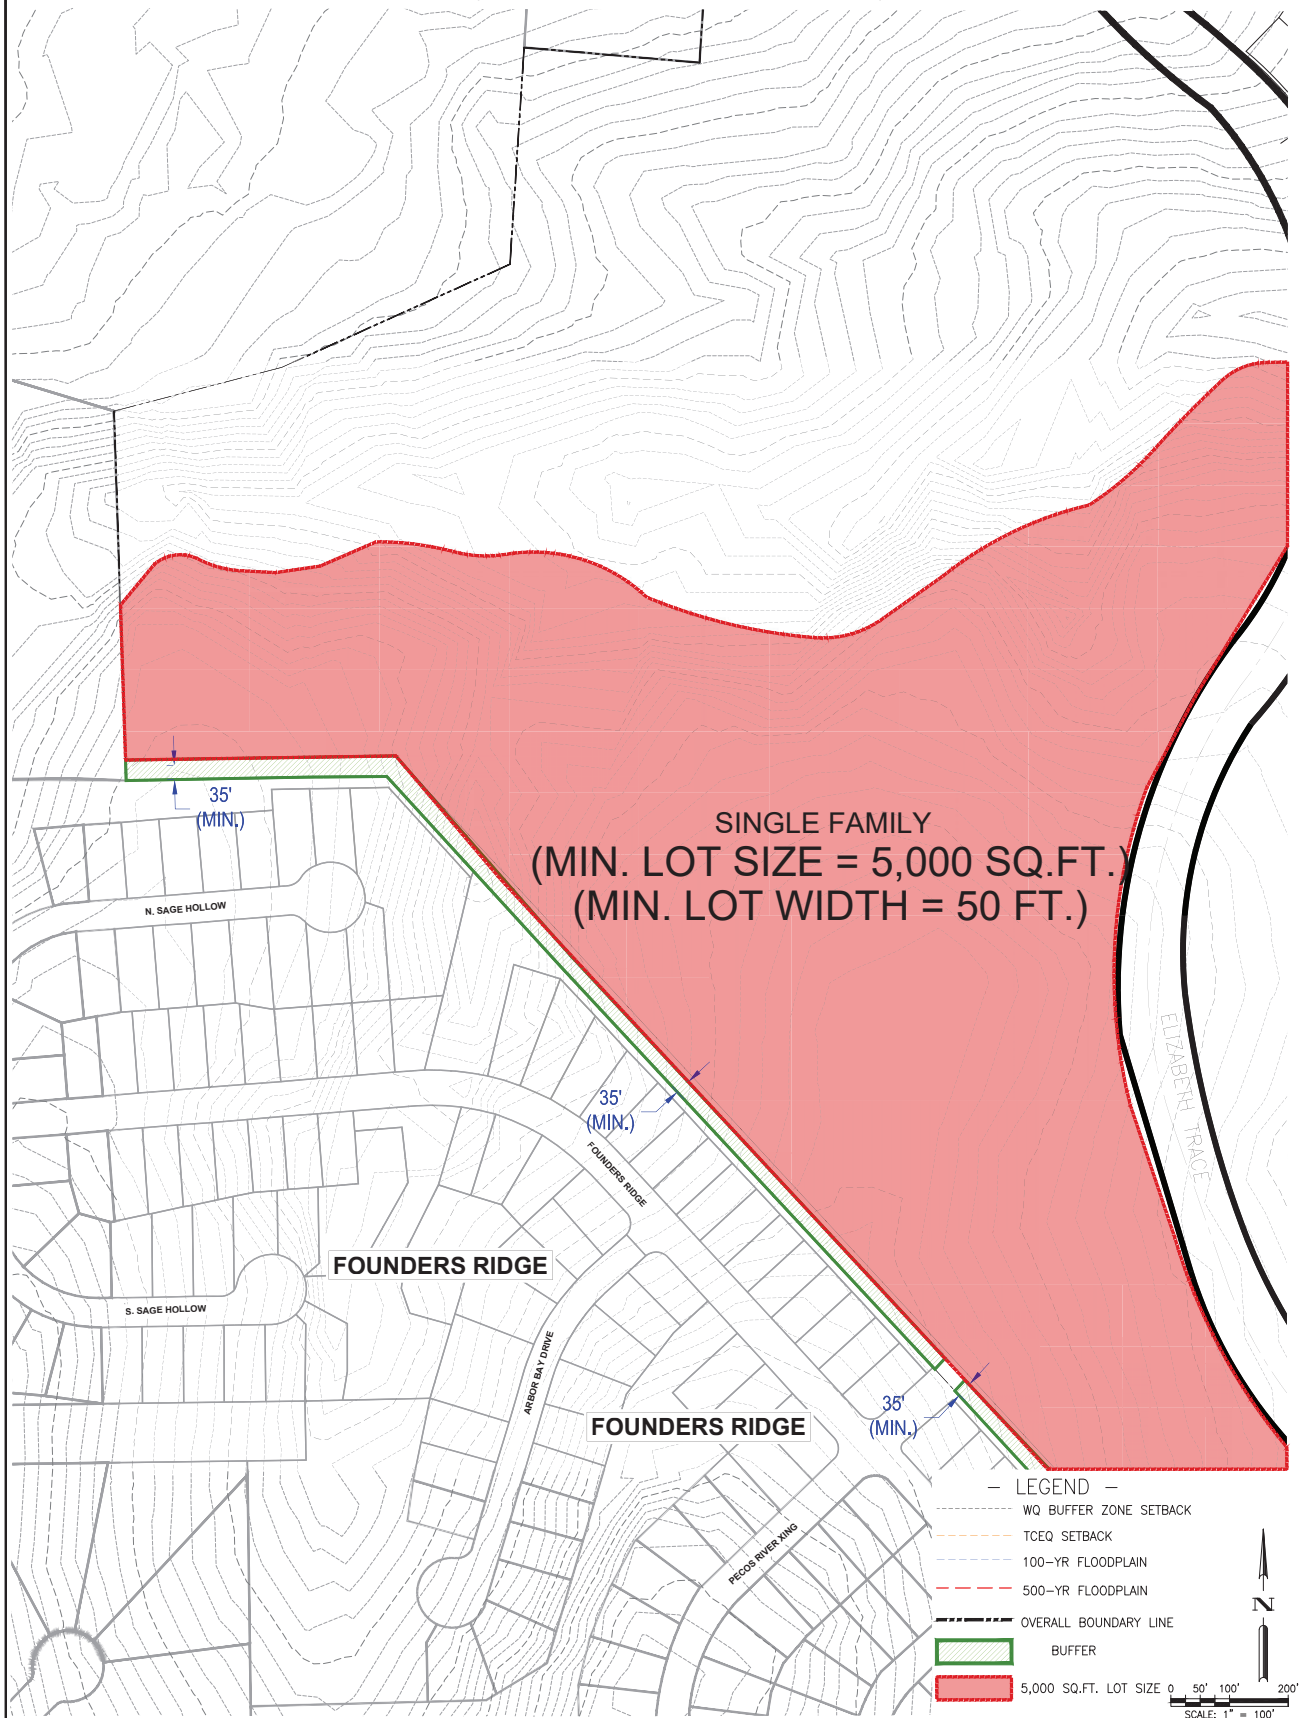 SINGLE FAMILY
(MIN. LOT SIZE = 5,000 SQ.FT.)
(MIN. LOT WIDTH = 50 FT.)
35'
(MIN.)
N. SAGE HOLLOW
35'
(MIN.)
FOUNDERS RIDGE
ELIZABETH TRACE
FOUNDERS RIDGE
S. SAGE HOLLOW
ARBOR BAY DRIVE
35'
(MIN.)
FOUNDERS RIDGE
PECOS RIVER XING
– LEGEND –
WQ BUFFER ZONE SETBACK
TCEQ SETBACK
100-YR FLOODPLAIN
500-YR FLOODPLAIN
OVERALL BOUNDARY LINE
BUFFER
5,000 SQ.FT. LOT SIZE
N
0 50' 100' 200'
SCALE: 1" = 100'